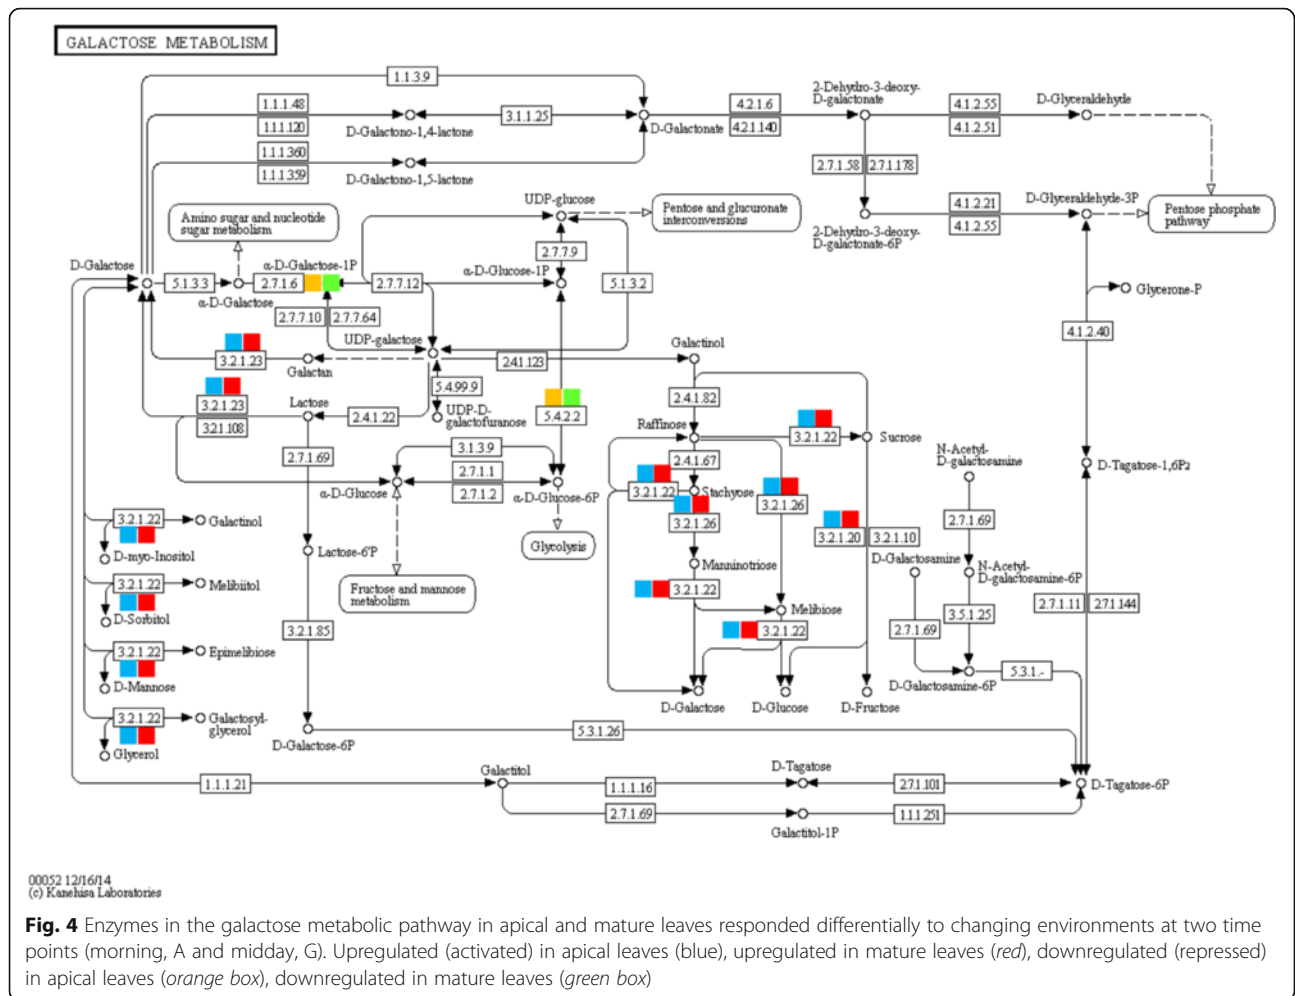 GALACTOSE METABOLISM
1.1.3.9
1.1.1.48
1.1.1.120
D-Galactono-1,4-lactone
3.1.1.25
D-Galactonate
4.2.1.6
4.2.1.140
2-Dehydro-3-deoxy-
D-galactonate
4.1.2.55
4.1.2.51
D-Glyceraldehyde
1.1.1.360
1.1.1.359
D-Galactono-1,5-lactone
2.7.1.58
2.7.1.178
Amino sugar and nucleotide
sugar metabolism
UDP-glucose
Pentose and glucuronate
interconversions
2-Dehydro-3-deoxy-
D-galactonate-6P
4.1.2.21
4.1.2.55
D-Glyceraldehyde-3P
Pentose phosphate
pathway
D-Galactose
5.1.3.3
α-D-Galactose
2.7.1.6
α-D-Galactose-1P
2.7.7.12
α-D-Glucose-1P
2.7.7.9
5.1.3.2
Glycerone-P
2.7.7.10
2.7.7.64
UDP-galactose
4.1.2.40
3.2.1.23
Galactan
2.4.1.123
Galactinol
3.2.1.23
3.2.1.108
Lactose
2.4.1.22
5.4.99.9
UDP-D-
galactofuranose
5.4.2.2
2.4.1.82
Raffinose
3.2.1.22
Sucrose
2.7.1.69
3.1.3.9
2.7.1.1
2.7.1.2
α-D-Glucose
α-D-Glucose-6P
2.4.1.67
3.2.1.22
Stachyose
3.2.1.26
3.2.1.26
N-Acetyl-
D-galactosamine
D-Tagatose-1,6P2
3.2.1.22
Galactinol
D-myo-Inositol
Lactose-6'P
Glycolysis
3.2.1.20
3.2.1.10
2.7.1.69
3.2.1.22
Melibiitol
D-Sorbitol
Fructose and mannose
metabolism
Manninotriose
3.2.1.22
D-Galactosamine
N-Acetyl-
D-galactosamine-6P
2.7.1.11
2.7.1.144
3.2.1.22
Epimelibiose
D-Mannose
3.2.1.85
Melibiose
3.2.1.22
2.7.1.69
3.5.1.25
3.2.1.22
Galactosyl-
glycerol
Glycerol
D-Galactose-6P
D-Galactose
D-Glucose
D-Fructose
D-Galactosamine-6P
5.3.1.-
5.3.1.26
1.1.1.21
Galactitol
1.1.1.16
D-Tagatose
2.7.1.101
D-Tagatose-6P
2.7.1.69
Galactitol-1P
1.1.1.251
00052 12/16/14
(c) Kanehisa Laboratories
Fig. 4 Enzymes in the galactose metabolic pathway in apical and mature leaves responded differentially to changing environments at two time
points (morning, A and midday, G). Upregulated (activated) in apical leaves (blue), upregulated in mature leaves (red), downregulated (repressed)
in apical leaves (orange box), downregulated in mature leaves (green box)